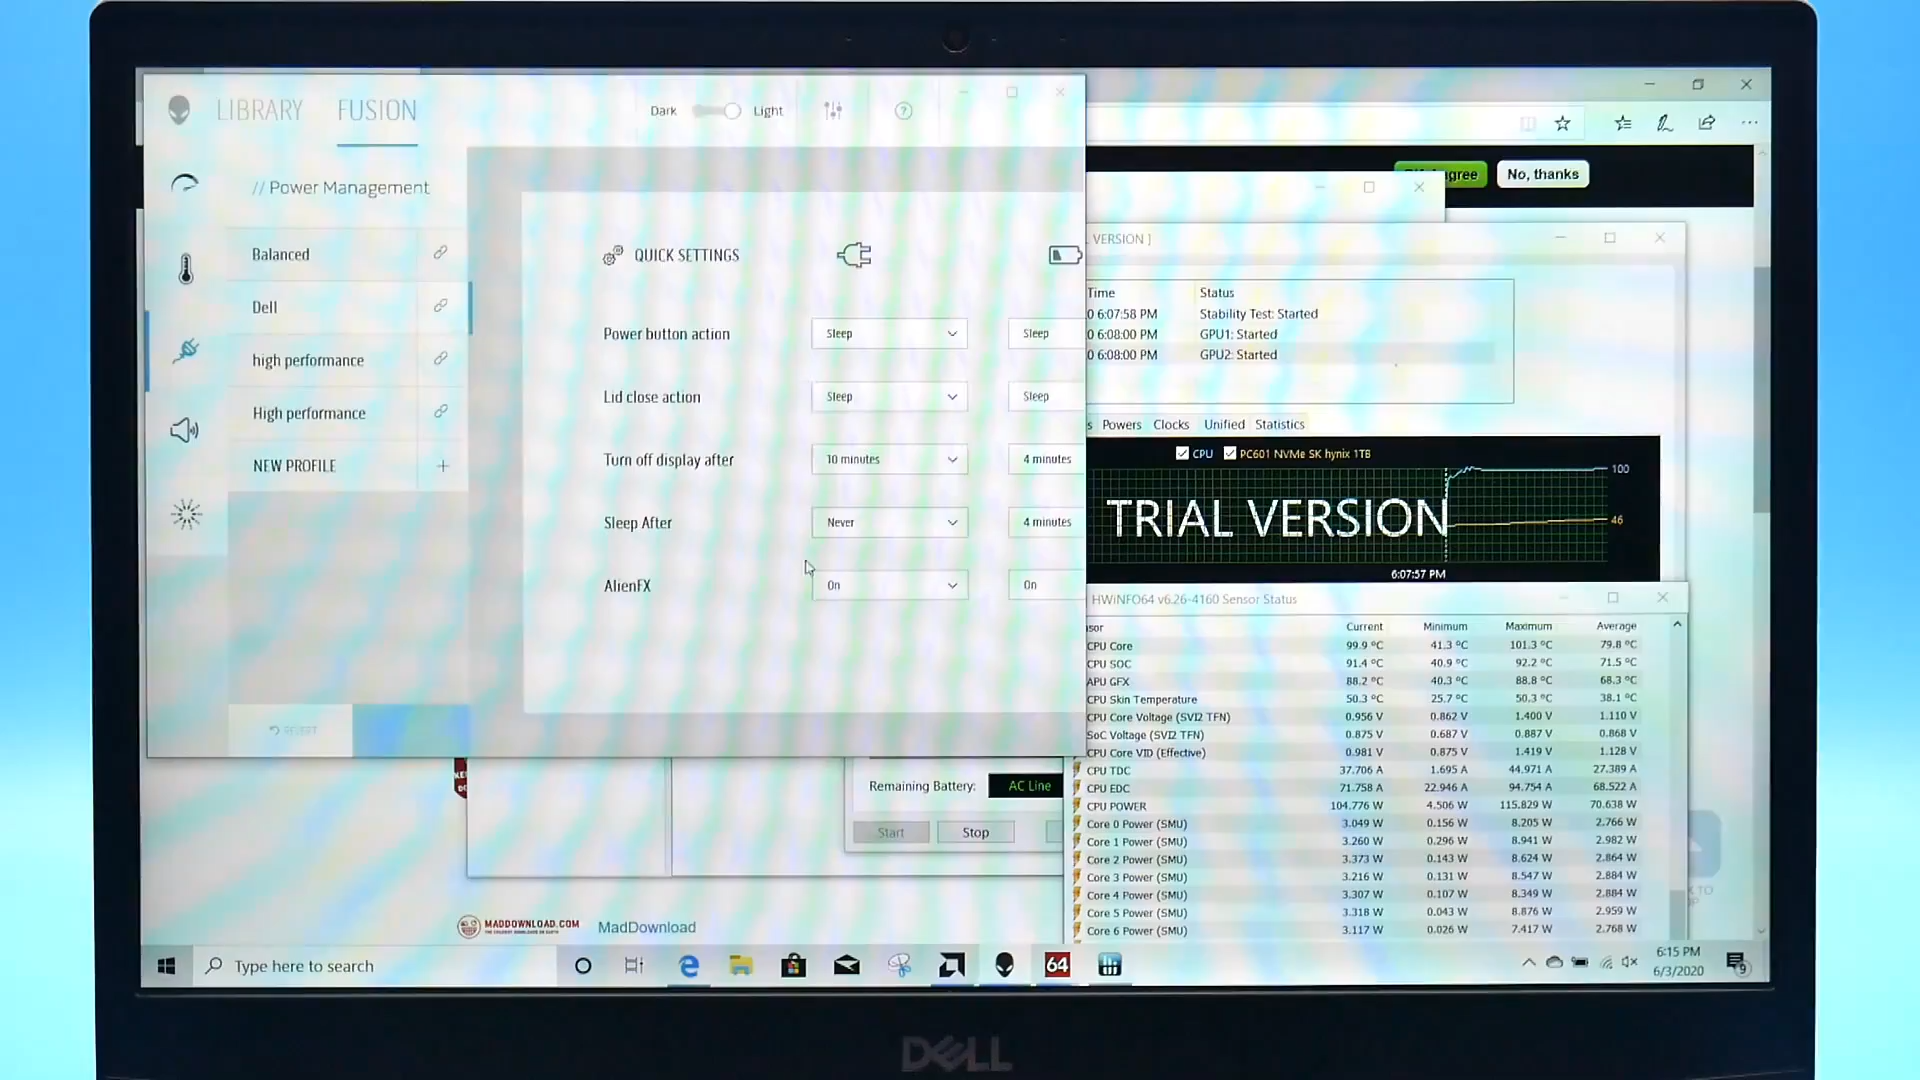 LIBRARY FUSION
Dark Light
// Power Management
Balanced
Dell
high performance
High performance
NEW PROFILE +
REVERT
QUICK SETTINGS
Power button action Sleep Sleep
Lid close action Sleep Sleep
Turn off display after 10 minutes 4 minutes
Sleep After Never 4 minutes
AlienFX On On
gree No, thanks
VERSION ]
Time Status
0 6:07:58 PM Stability Test: Started
0 6:08:00 PM GPU1: Started
0 6:08:00 PM GPU2: Started
s Powers Clocks Unified Statistics
CPU PC601 NVMe SK hynix 1TB
100
TRIAL VERSION
46
6:07:57 PM
HWiNFO64 v6.26-4160 Sensor Status
sor Current Minimum Maximum Average
CPU Core 99.9 °C 41.3 °C 101.3 °C 79.8 °C
CPU SOC 91.4 °C 40.9 °C 92.2 °C 71.5 °C
APU GFX 88.2 °C 40.3 °C 88.8 °C 68.3 °C
CPU Skin Temperature 50.3 °C 25.7 °C 50.3 °C 38.1 °C
CPU Core Voltage (SVI2 TFN) 0.956 V 0.862 V 1.400 V 1.110 V
SoC Voltage (SVI2 TFN) 0.875 V 0.687 V 0.887 V 0.868 V
CPU Core VID (Effective) 0.981 V 0.875 V 1.419 V 1.128 V
CPU TDC 37.706 A 1.695 A 44.971 A 27.389 A
CPU EDC 71.758 A 22.946 A 94.754 A 68.522 A
CPU POWER 104.776 W 4.506 W 115.829 W 70.638 W
Core 0 Power (SMU) 3.049 W 0.156 W 8.205 W 2.766 W
Core 1 Power (SMU) 3.260 W 0.296 W 8.941 W 2.982 W
Core 2 Power (SMU) 3.373 W 0.143 W 8.624 W 2.864 W
Core 3 Power (SMU) 3.216 W 0.131 W 8.547 W 2.884 W
Core 4 Power (SMU) 3.307 W 0.107 W 8.349 W 2.884 W
Core 5 Power (SMU) 3.318 W 0.043 W 8.876 W 2.959 W
Core 6 Power (SMU) 3.117 W 0.026 W 7.417 W 2.768 W
Remaining Battery: AC Line
Start Stop
MADDOWNLOAD.COM MadDownload
Type here to search
64
6:15 PM
6/3/2020
9
DELL